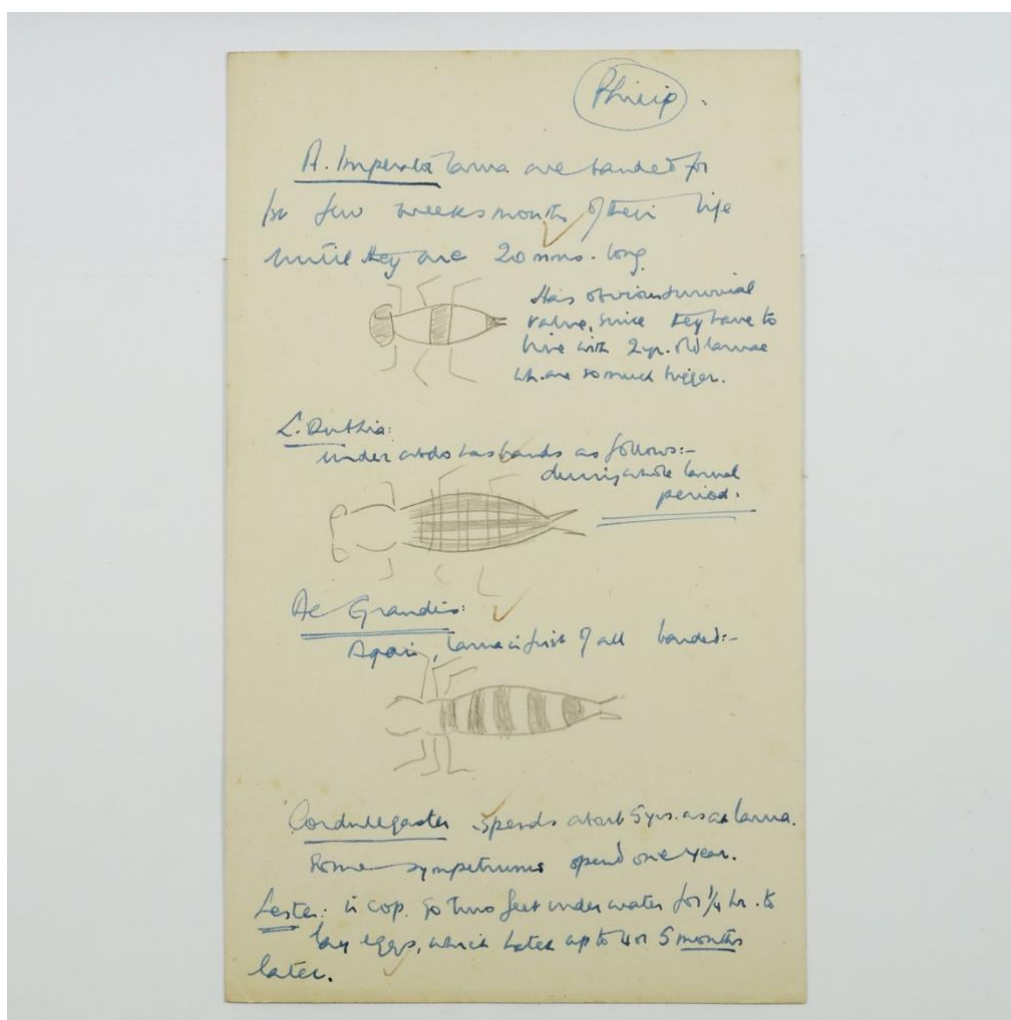 Philip.
A. Imperator larva are banded for
1st few weeks months of their life
until they are 20 mms. long.
Has obvious survival
value, since they have to
live with 2 yr. old larvae
wh. are so much bigger.
L. Dubhia:
under abdo has bands as follows:-
during whole larval
period.
Ae Grandis:
Again, larva is first of all banded:-
Cordulegaster spends about 5 yrs. as a larva.
Some sympetrums spend one year.
Lestes: in cop. go two feet under water for 1/4 hr. to
lay eggs, which hatch up to 4 or 5 months
later.